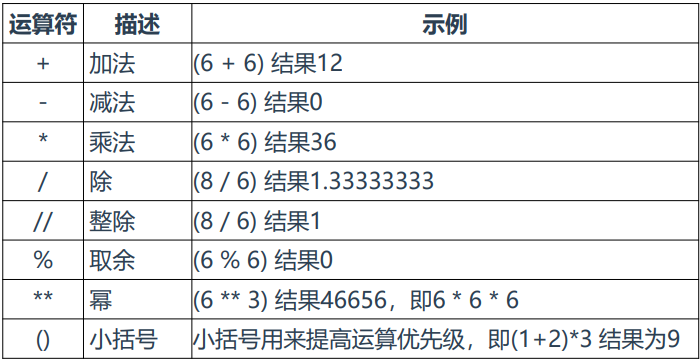 运算符 描述 示例
+ 加法 (6 + 6) 结果12
- 减法 (6 - 6) 结果0
* 乘法 (6 * 6) 结果36
/ 除 (8 / 6) 结果1.33333333
// 整除 (8 / 6) 结果1
% 取余 (6 % 6) 结果0
** 幂 (6 ** 3) 结果46656，即6 * 6 * 6
() 小括号 小括号用来提高运算优先级，即(1+2)*3 结果为9